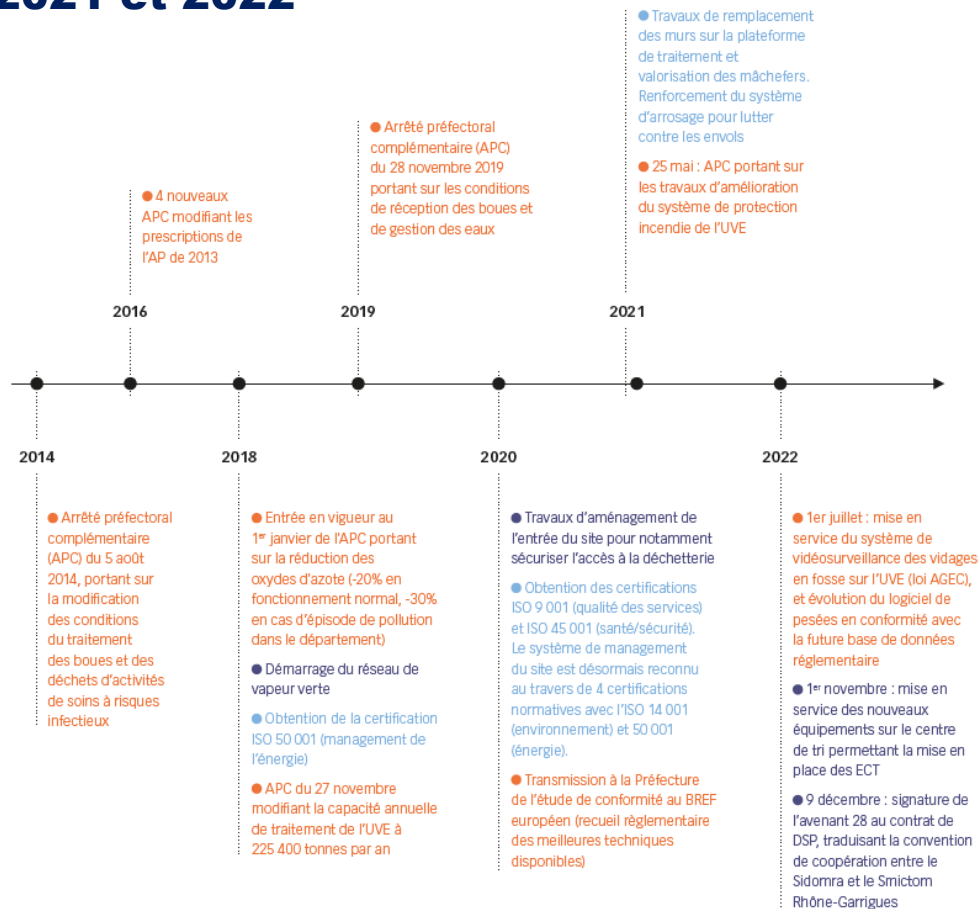 2021 et 2022
● Travaux de remplacement
des murs sur la plateforme
de traitement et
valorisation des mâchefers.
Renforcement du système
d'arrosage pour lutter
contre les envols
● 25 mai : APC portant sur
les travaux d'amélioration
du système de protection
incendie de l'UVE
● Arrêté préfectoral
complémentaire (APC)
du 28 novembre 2019
portant sur les conditions
de réception des boues et
de gestion des eaux
● 4 nouveaux
APC modifiant les
prescriptions de
l'AP de 2013
2016
2019
2021
2014
2018
2020
2022
● Arrêté préfectoral
complémentaire
(APC) du 5 août
2014, portant sur
la modification
des conditions
du traitement
des boues et des
déchets d'activités
de soins à risques
infectieux
● Entrée en vigueur au
1er janvier de l'APC portant
sur la réduction des
oxydes d'azote (-20% en
fonctionnement normal, -30%
en cas d'épisode de pollution
dans le département)
● Démarrage du réseau de
vapeur verte
● Obtention de la certification
ISO 50 001 (management de
l'énergie)
● APC du 27 novembre
modifiant la capacité annuelle
de traitement de l'UVE à
225 400 tonnes par an
● Travaux d'aménagement de
l'entrée du site pour notamment
sécuriser l'accès à la déchetterie
● Obtention des certifications
ISO 9 001 (qualité des services)
et ISO 45 001 (santé/sécurité).
Le système de management
du site est désormais reconnu
au travers de 4 certifications
normatives avec l'ISO 14 001
(environnement) et 50 001
(énergie).
● Transmission à la Préfecture
de l'étude de conformité au BREF
européen (recueil règlementaire
des meilleures techniques
disponibles)
● 1er juillet : mise en
service du système de
vidéosurveillance des vidages
en fosse sur l'UVE (loi AGEC),
et évolution du logiciel de
pesées en conformité avec
la future base de données
réglementaire
● 1er novembre : mise en
service des nouveaux
équipements sur le centre
de tri permettant la mise en
place des ECT
● 9 décembre : signature de
l'avenant 28 au contrat de
DSP, traduisant la convention
de coopération entre le
Sidomra et le Smictom
Rhône-Garrigues